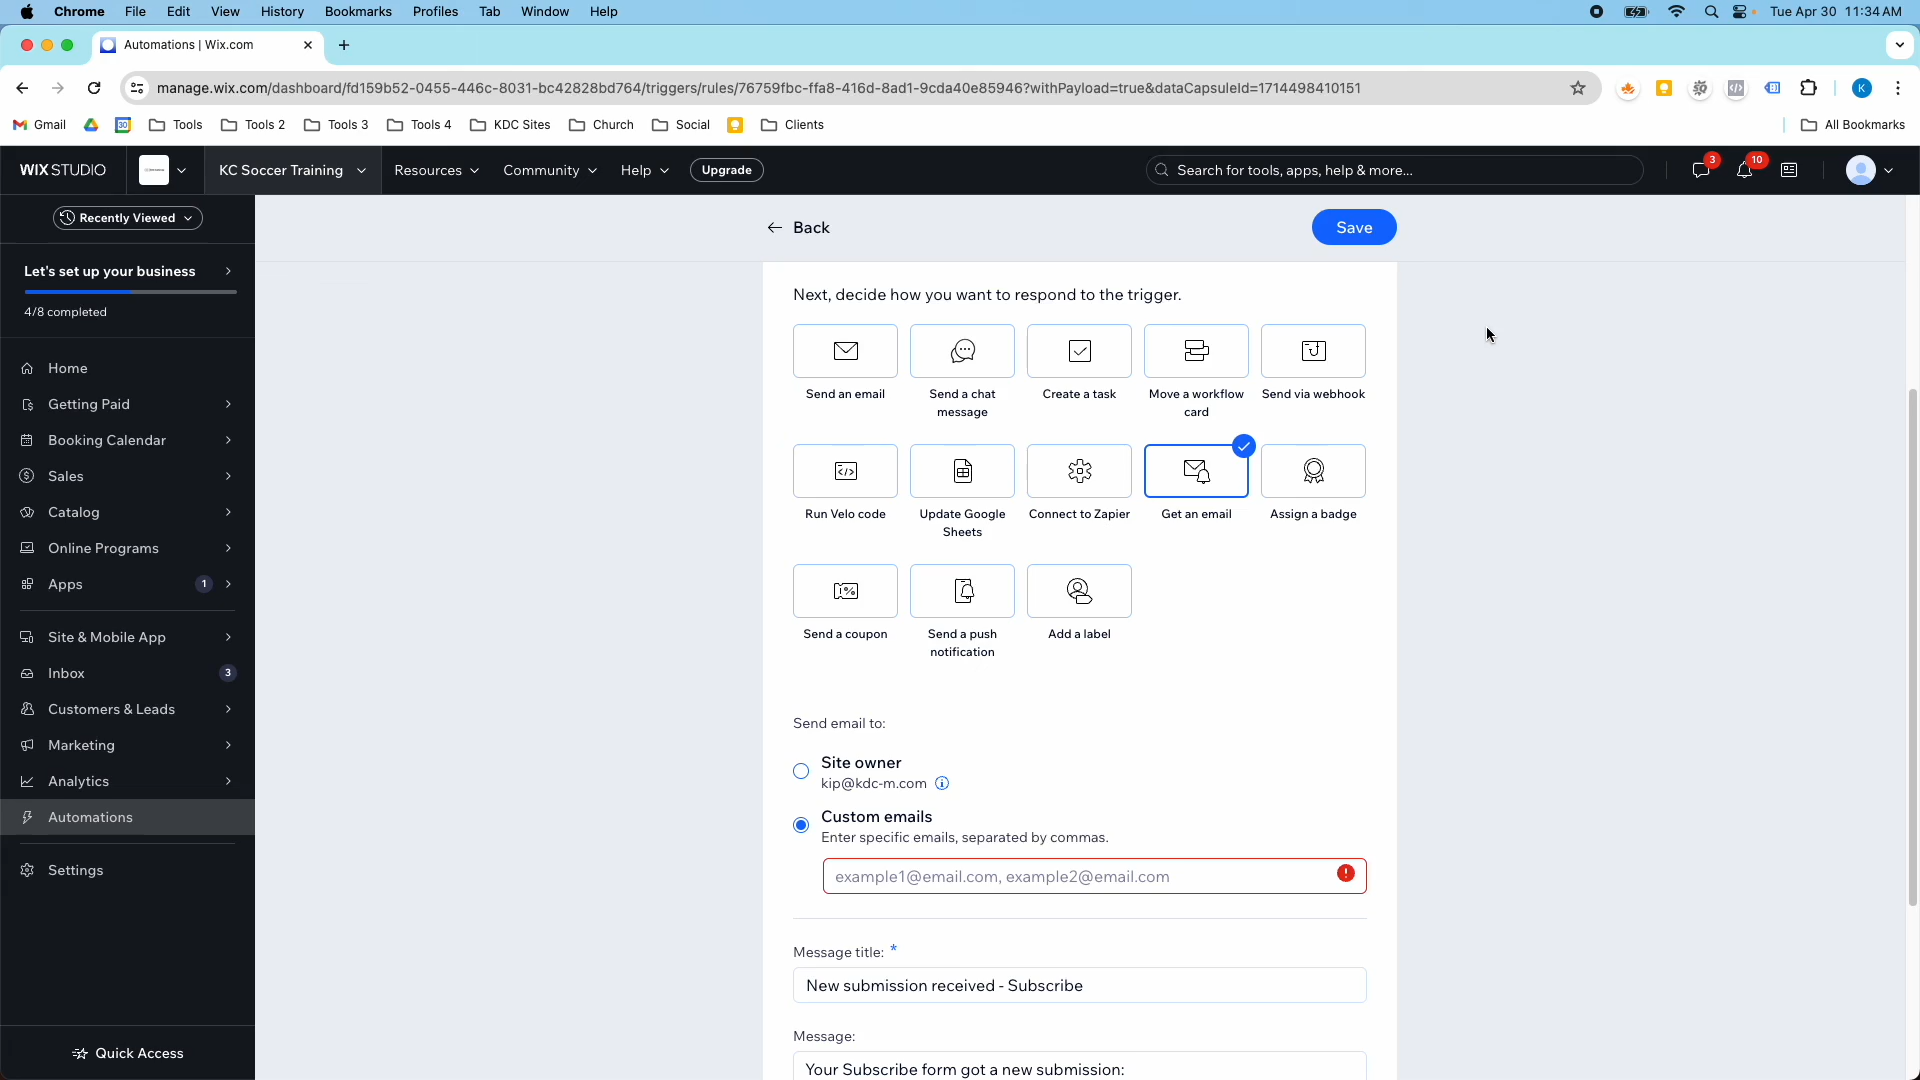 Chrome File Edit View History Bookmarks Profiles Tab Window Help Tue Apr 30 11:34 AM
Automations | Wix.com
manage.wix.com/dashboard/fd159b52-0455-446c-8031-bc42828bd764/triggers/rules/76759fbc-ffa8-416d-8ad1-9cda40e85946?withPayload=true&dataCapsuleId=1714498410151
K
Gmail Tools Tools 2 Tools 3 Tools 4 KDC Sites Church Social Clients All Bookmarks
WIX STUDIO KC Soccer Training Resources Community Help Upgrade Search for tools, apps, help & more... 3 10
Recently Viewed
Let's set up your business
4/8 completed
Home
Getting Paid
Booking Calendar
Sales
Catalog
Online Programs
Apps 1
Site & Mobile App
Inbox 3
Customers & Leads
Marketing
Analytics
Automations
Settings
Quick Access
Back Save
Next, decide how you want to respond to the trigger.
Send an email
Send a chat
message
Create a task
Move a workflow
card
Send via webhook
Run Velo code
Update Google
Sheets
Connect to Zapier
Get an email
Assign a badge
Send a coupon
Send a push
notification
Add a label
Send email to:
Site owner
kip@kdc-m.com
Custom emails
Enter specific emails, separated by commas.
example1@email.com, example2@email.com
Message title: *
New submission received - Subscribe
Message:
Your Subscribe form got a new submission: